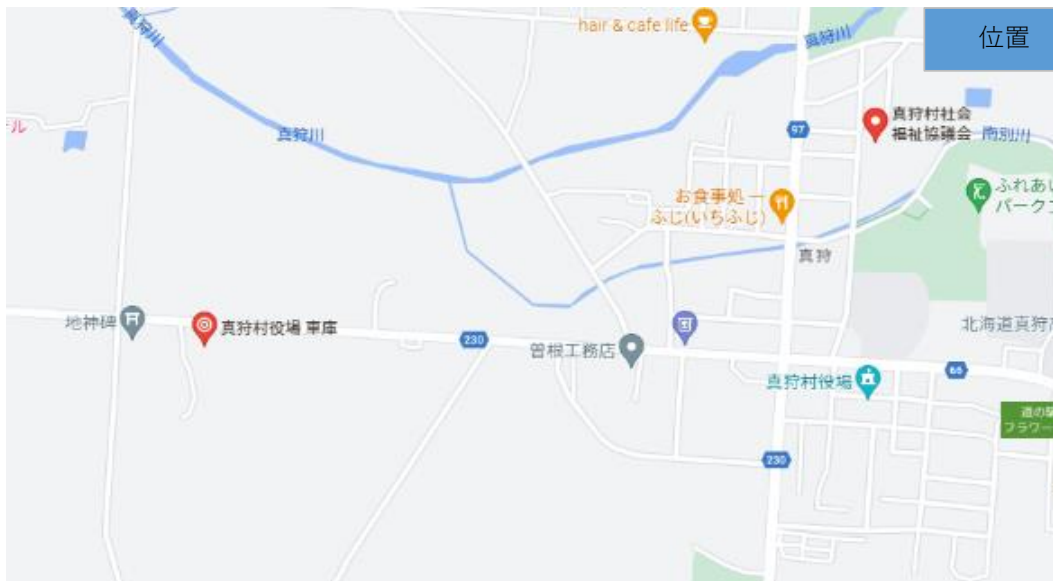 位置
真狩川
hair & cafe life
真狩川
真狩村社会
福祉協議会
97
真狩川
お食事処 一
ふじ(いちふじ)
ふれあい
真狩
地神碑
真狩村役場 車庫
230
曽根工務店
北海道真狩
真狩村役場
66
道の駅
フラワー
230